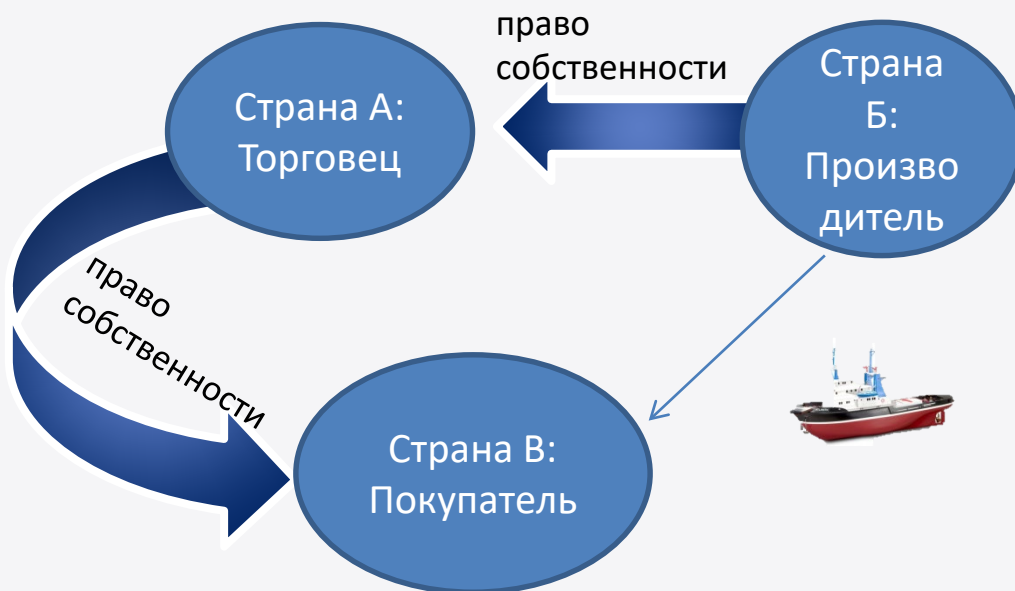 право
собственности
Страна А:
Торговец
Страна
Б:
Произво
дитель
право
собственности
Страна В:
Покупатель